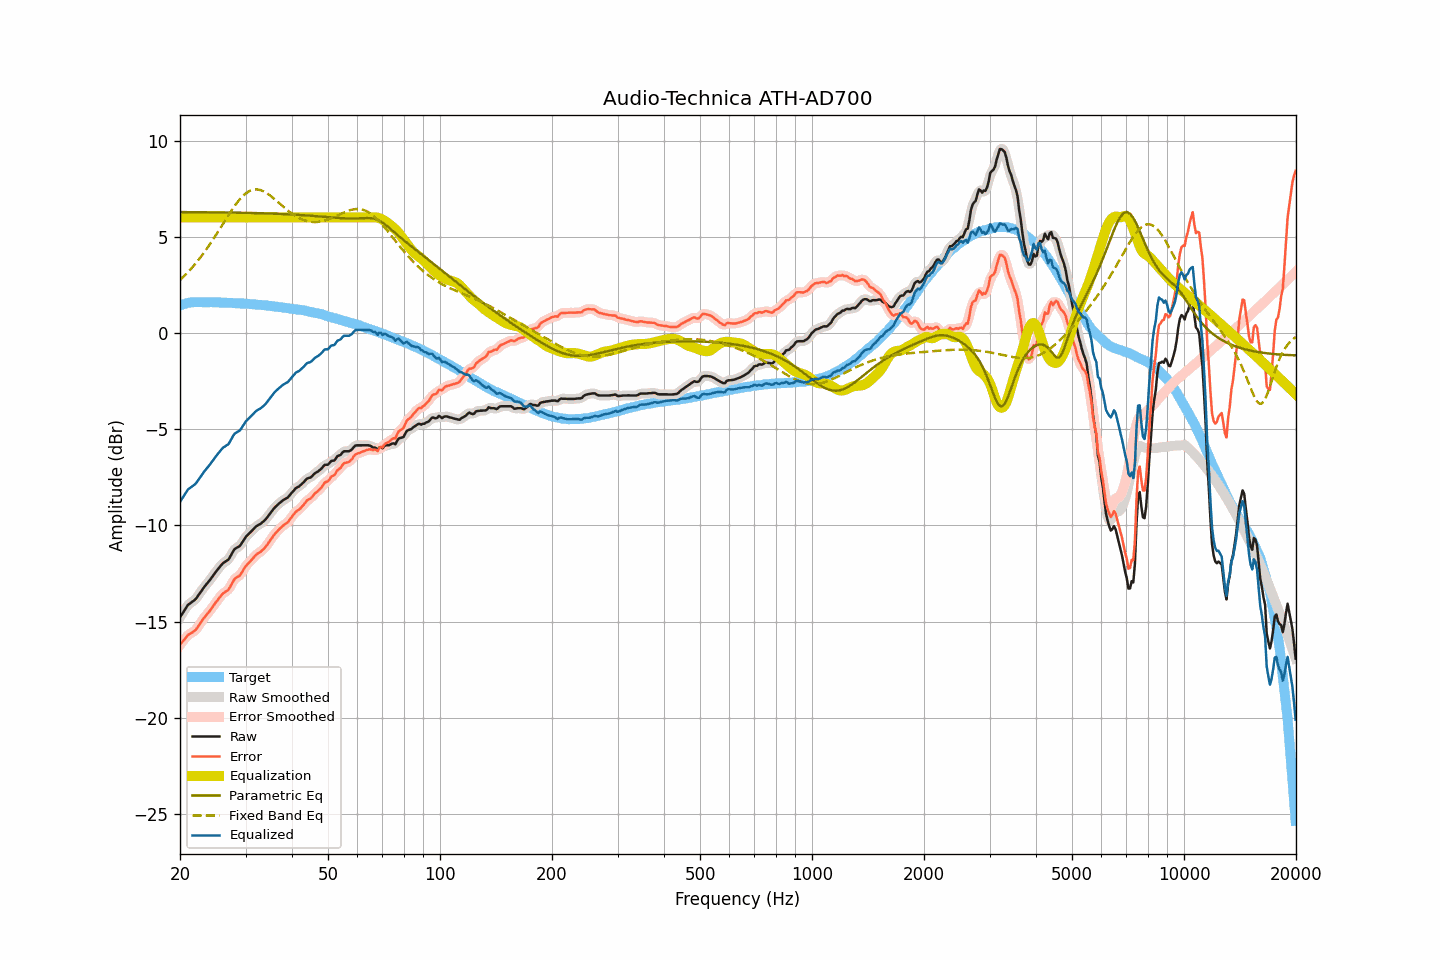 Audio-Technica ATH-AD700
Amplitude (dBr)
10
5
0
−5
−10
−15
−20
−25
Target
Raw Smoothed
Error Smoothed
Raw
Error
Equalization
Parametric Eq
Fixed Band Eq
Equalized
20 50 100 200 500 1000 2000 5000 10000 20000
Frequency (Hz)